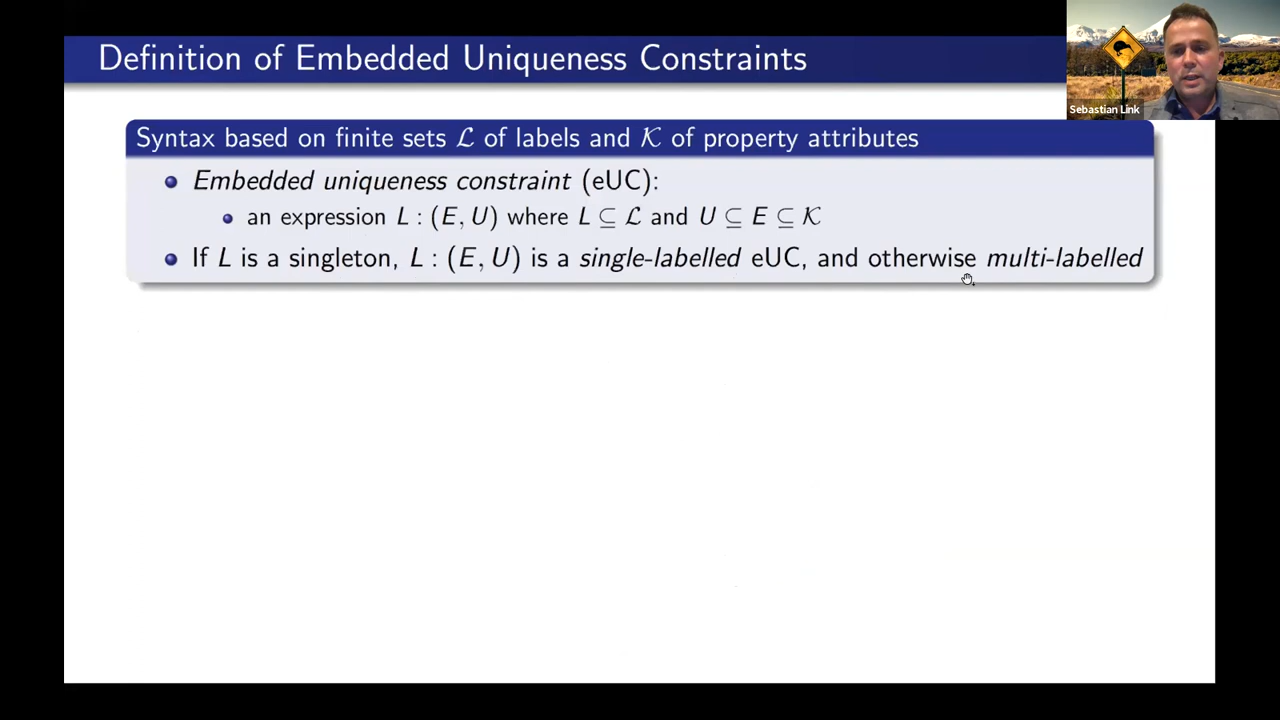 Definition of Embedded Uniqueness Constraints
Sebastian Link
Syntax based on finite sets ℒ of labels and 𝒦 of property attributes
Embedded uniqueness constraint (eUC):
an expression L : (E, U) where L ⊆ ℒ and U ⊆ E ⊆ 𝒦
If L is a singleton, L : (E, U) is a single-labelled eUC, and otherwise multi-labelled